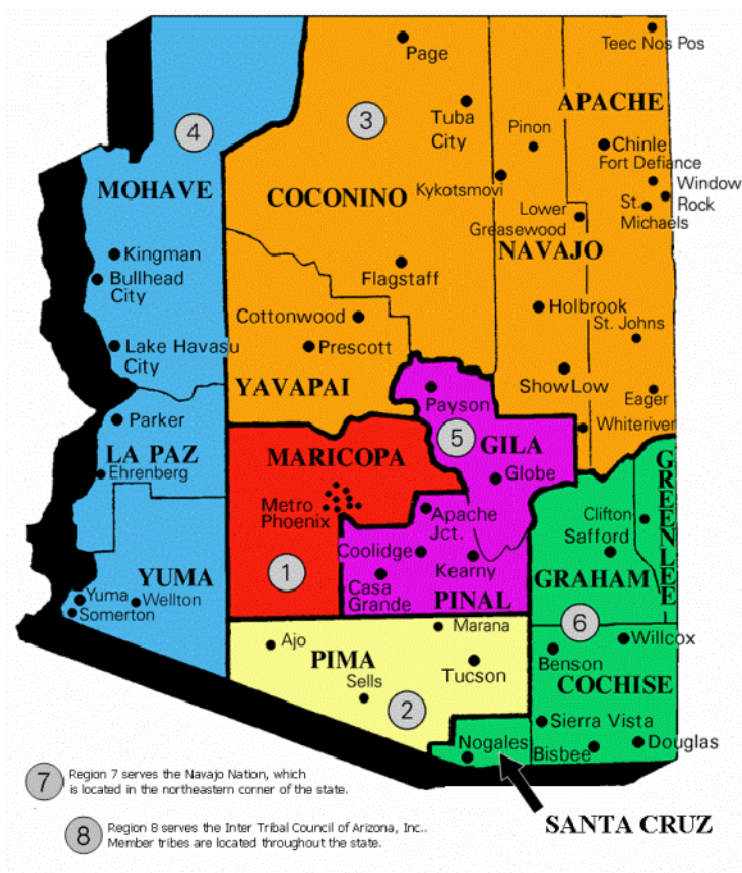 Page
Teec Nos Pos
3
4
Tuba
City
Pinon
APACHE
Chinle
Fort Defiance
Window
Rock
St.
Michaels
MOHAVE
COCONINO
Kykotsmovi
Lower
Greasewood
NAVAJO
Kingman
Bullhead
City
Flagstaff
Cottonwood
Holbrook
St. Johns
Lake Havasu
City
Prescott
YAVAPAI
Payson
Show Low
Eager
Whiteriver
Parker
LA PAZ
Ehrenberg
MARICOPA
5
GILA
Globe
GREENLEE
Metro
Phoenix
Apache
Jct.
Clifton
Safford
Coolidge
Kearny
1
YUMA
Casa
Grande
PINAL
GRAHAM
Yuma
Wellton
Somerton
Ajo
Marana
6
Willcox
PIMA
Sells
Tucson
Benson
COCHISE
2
Sierra Vista
Nogales
Bisbee
Douglas
7
Region 7 serves the Navajo Nation, which
is located in the northeastern corner of the state.
8
Region 8 serves the Inter Tribal Council of Arizona, Inc..
Member tribes are located throughout the state.
SANTA CRUZ